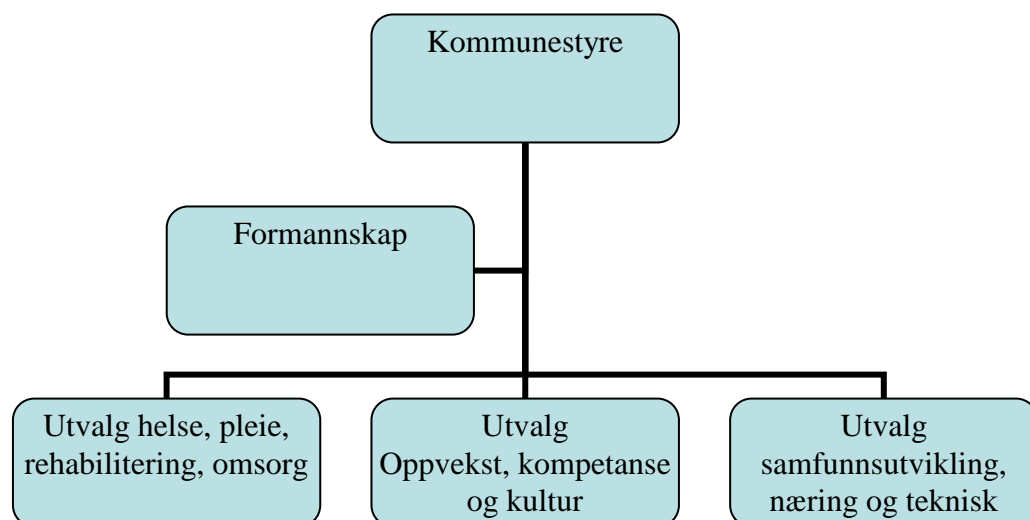 Kommunestyre
Formannskap
Utvalg helse, pleie,
rehabilitering, omsorg
Utvalg
Oppvekst, kompetanse
og kultur
Utvalg
samfunnsutvikling,
næring og teknisk